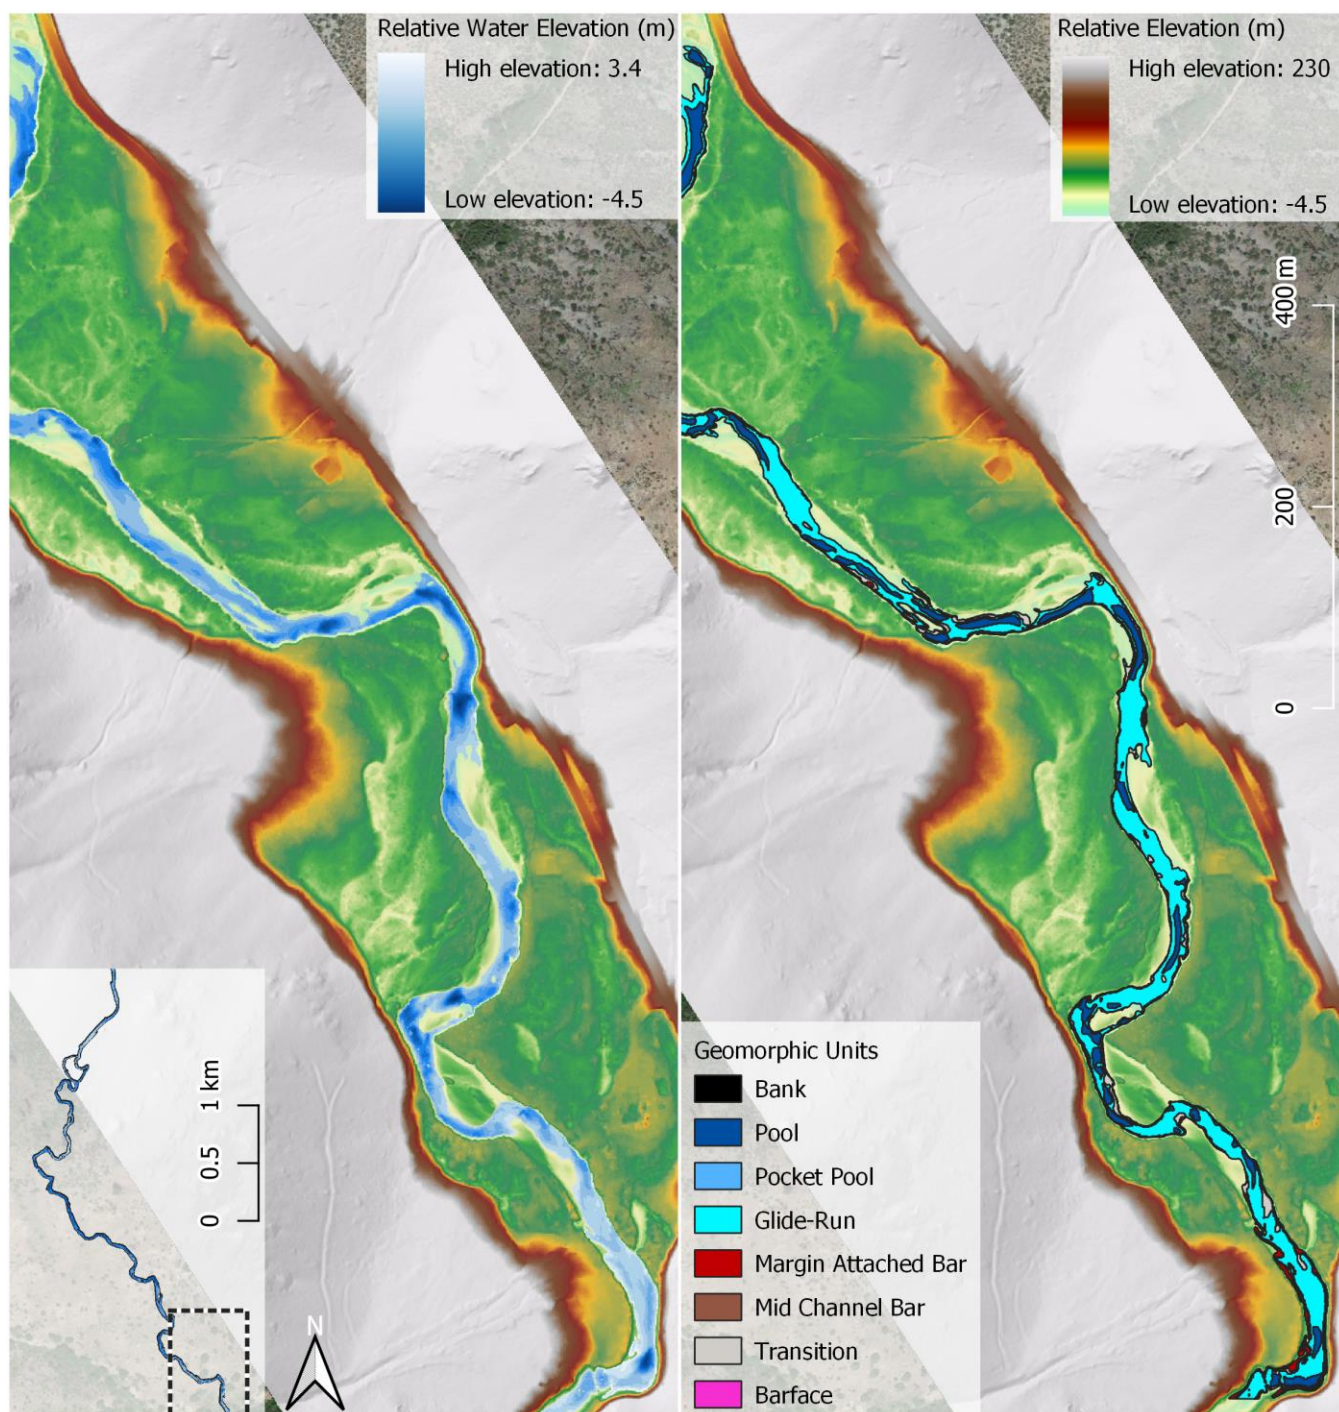 Relative Water Elevation (m)
High elevation: 3.4
Low elevation: -4.5
Relative Elevation (m)
High elevation: 230
Low elevation: -4.5
400 m
200
0
1 km
0.5
0
N
Geomorphic Units
Bank
Pool
Pocket Pool
Glide-Run
Margin Attached Bar
Mid Channel Bar
Transition
Barface